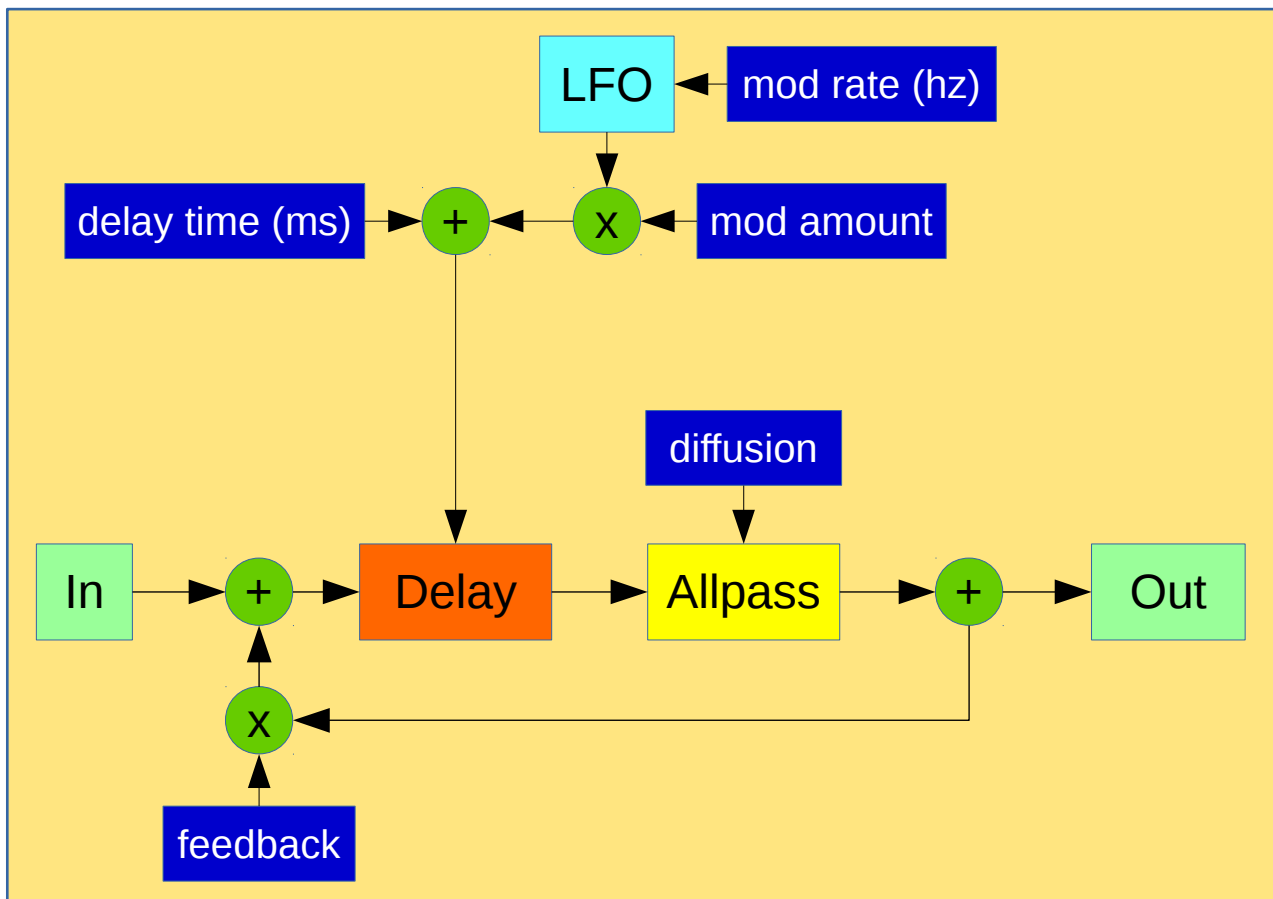 LFO
mod rate (hz)
delay time (ms)
+
x
mod amount
diffusion
In
+
Delay
Allpass
+
Out
x
feedback